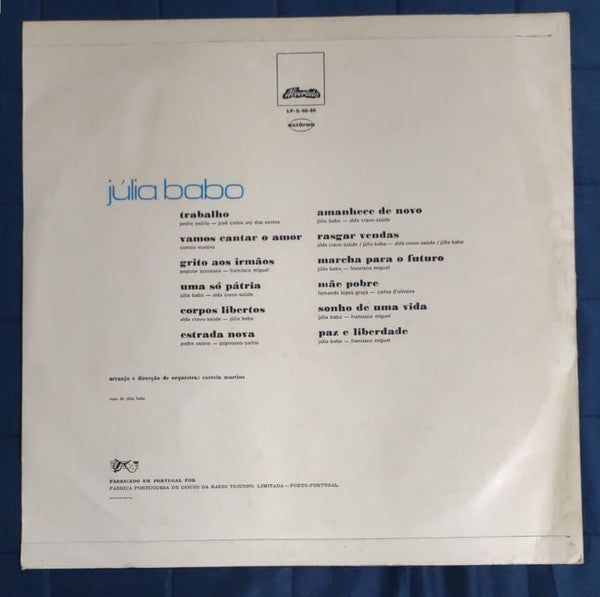 Alvorada
LP-S-50-59
estéreo
júlia babo
trabalho
pedro osório — josé carlos ary dos santos
vamos cantar o amor
correia martins
grito aos irmãos
popular açoreana — francisco miguel
uma só pátria
júlia babo — alda cravo-saúde
corpos libertos
alda cravo-saúde — júlia babo
estrada nova
pedro osório — papiniano carlos
amanhece de novo
júlia babo — alda cravo-saúde
rasgar vendas
alda cravo-saúde / júlia babo — alda cravo-saúde / júlia babo
marcha para o futuro
júlia babo — francisco miguel
mãe pobre
fernando lopes graça — carlos d'oliveira
sonho de uma vida
júlia babo — francisco miguel
paz e liberdade
júlia babo — francisco miguel
arranjo e direcção de orquestra: correia martins
capa de júlia babo
FABRICADO EM PORTUGAL POR
FÁBRICA PORTUGUESA DE DISCOS DA RÁDIO TRIUNFO, LIMITADA — PORTO-PORTUGAL